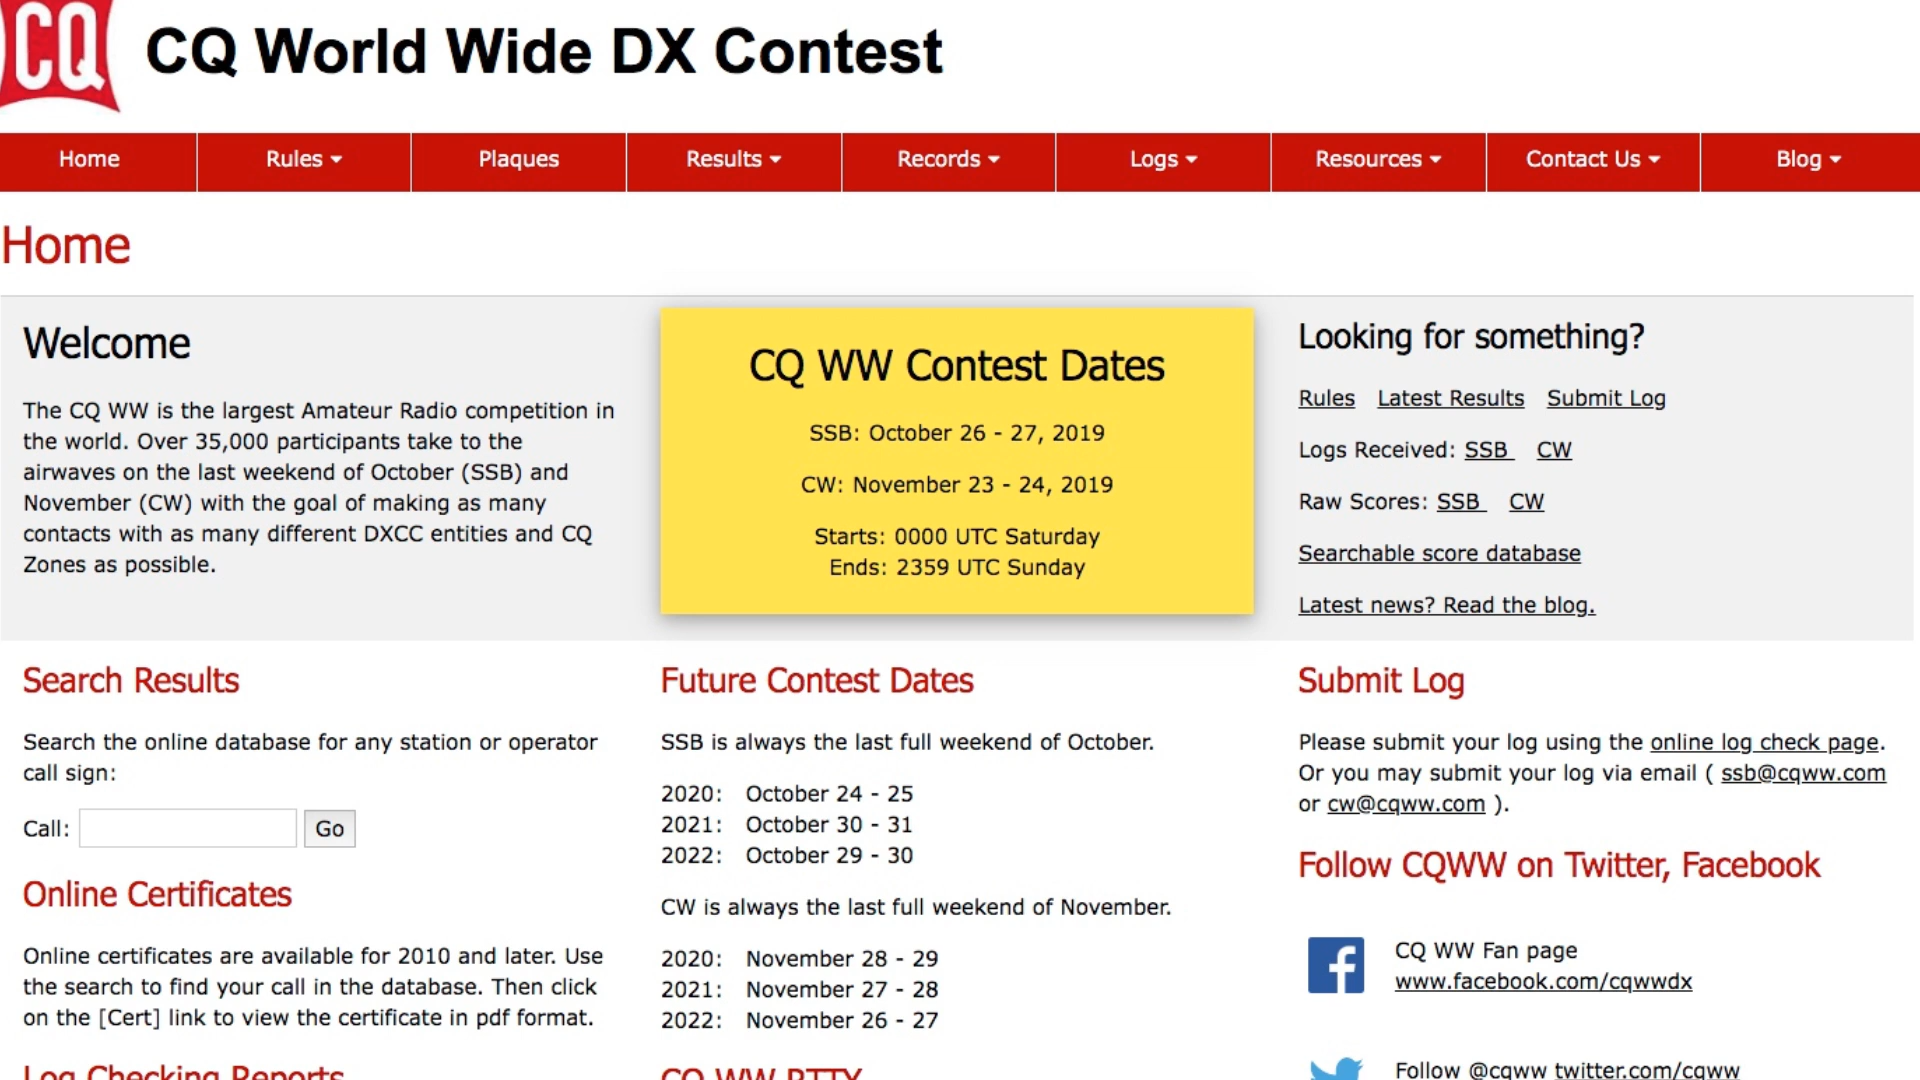 CQ
CQ World Wide DX Contest
Home
Rules
Plaques
Results
Records
Logs
Resources
Contact Us
Blog
Home
Welcome
The CQ WW is the largest Amateur Radio competition in
the world. Over 35,000 participants take to the
airwaves on the last weekend of October (SSB) and
November (CW) with the goal of making as many
contacts with as many different DXCC entities and CQ
Zones as possible.
CQ WW Contest Dates
SSB: October 26 - 27, 2019
CW: November 23 - 24, 2019
Starts: 0000 UTC Saturday
Ends: 2359 UTC Sunday
Looking for something?
Rules Latest Results Submit Log
Logs Received: SSB CW
Raw Scores: SSB CW
Searchable score database
Latest news? Read the blog.
Search Results
Search the online database for any station or operator
call sign:
Call: Go
Online Certificates
Online certificates are available for 2010 and later. Use
the search to find your call in the database. Then click
on the [Cert] link to view the certificate in pdf format.
Log Checking Reports
Future Contest Dates
SSB is always the last full weekend of October.
2020: October 24 - 25
2021: October 30 - 31
2022: October 29 - 30
CW is always the last full weekend of November.
2020: November 28 - 29
2021: November 27 - 28
2022: November 26 - 27
CQ WW RTTY
Submit Log
Please submit your log using the online log check page.
Or you may submit your log via email ( ssb@cqww.com
or cw@cqww.com ).
Follow CQWW on Twitter, Facebook
CQ WW Fan page
www.facebook.com/cqwwdx
Follow @cqww twitter.com/cqww